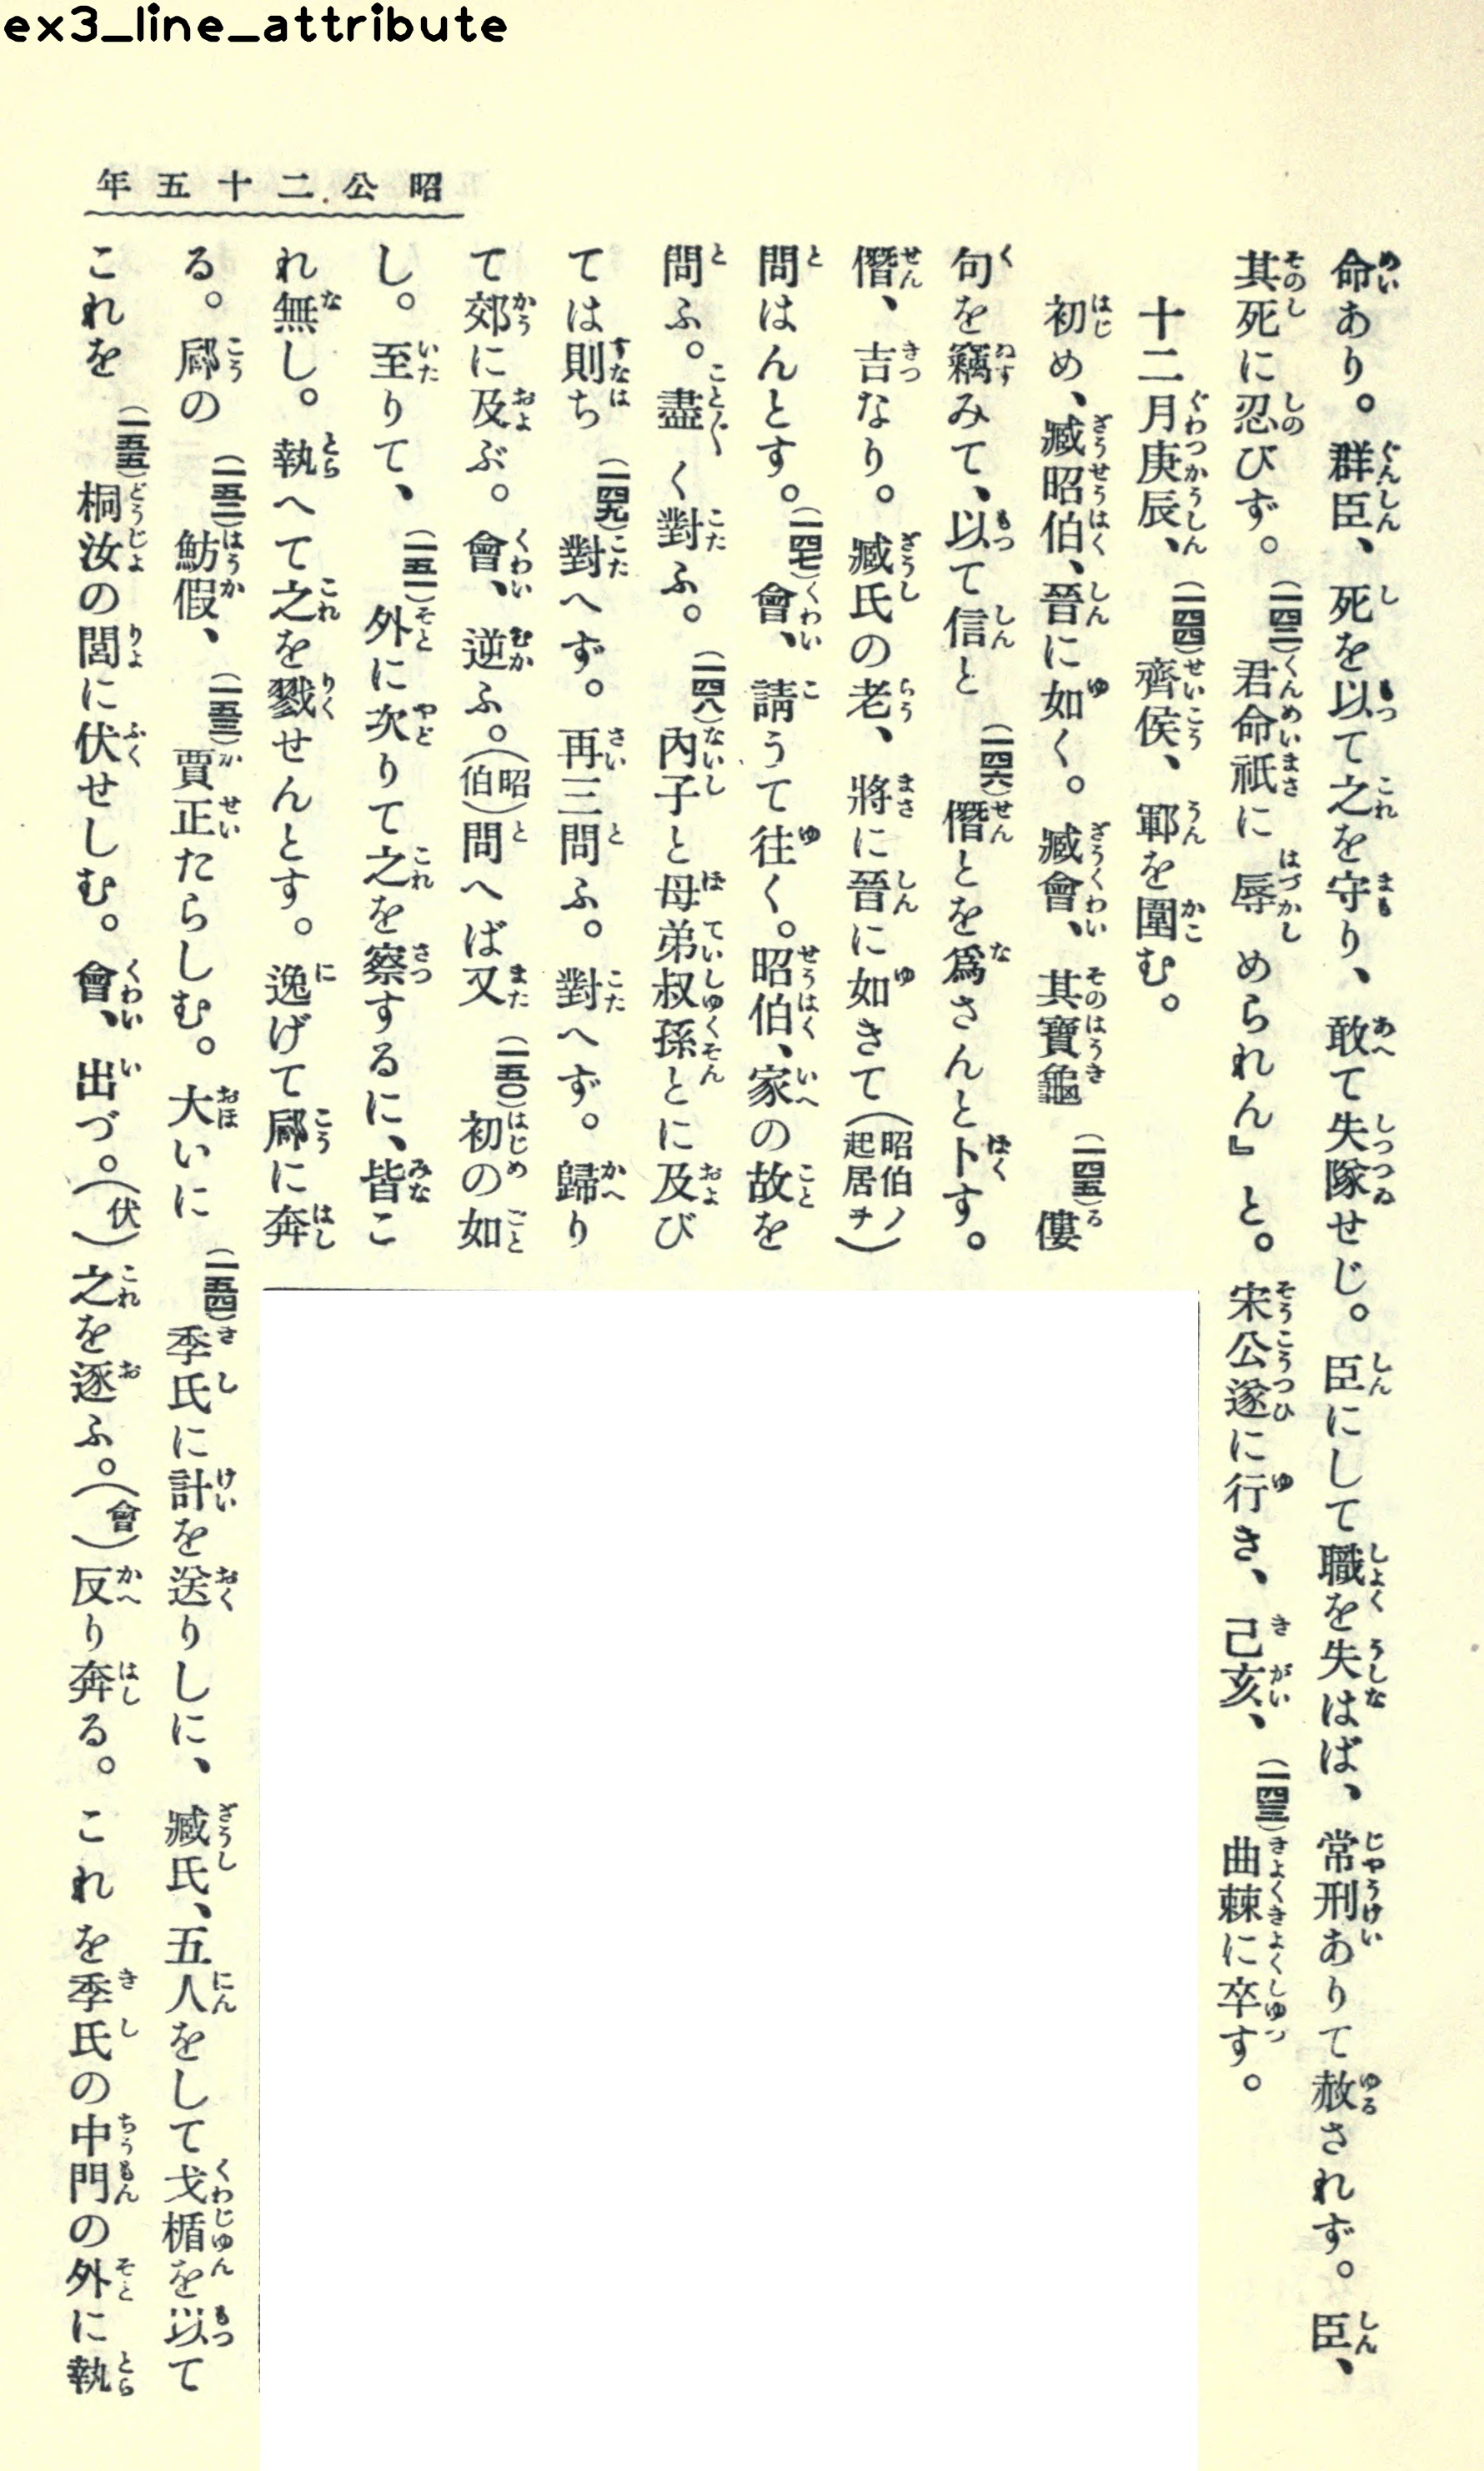 ex3_line_attribute
昭公二十五年
命あり。群臣、死を以て之を守り、敢て失隊せじ。臣にして職を失はば、常刑ありて赦されず。臣、
其死に忍びず。(一四二)君命祇に辱められん』と。宋公遂に行き、己亥、(一四三)曲棘に卒す。
十二月庚辰、(一四四)齊侯、鄆を圍む。
初め、臧昭伯、晉に如く。臧會、其寶龜(一四五)僂
句を竊みて、以て信と(一四六)僭とを爲さんと卜す。
僭、吉なり。臧氏の老、將に晉に如きて(昭伯ノ起居ヲ)
問はんとす。(一四七)會、請うて往く。昭伯、家の故を
問ふ。盡く對ふ。(一四八)內子と母弟叔孫とに及び
ては則ち(一四九)對へず。再三問ふ。對へず。歸り
て郊に及ぶ。會、逆ふ。(昭伯)問へば又(一五〇)初の如
し。至りて、(一五一)外に次りて之を察するに、皆こ
れ無し。執へて之を戮せんとす。逸げて郈に奔
る。郈の(一五二)魴假、(一五三)賈正たらしむ。大いに(一五四)季氏に計を送りしに、臧氏、五人をして戈楯を以て
これを(一五五)桐汝の閭に伏せしむ。會、出づ。(伏)之を逐ふ。(會)反り奔る。これを季氏の中門の外に執